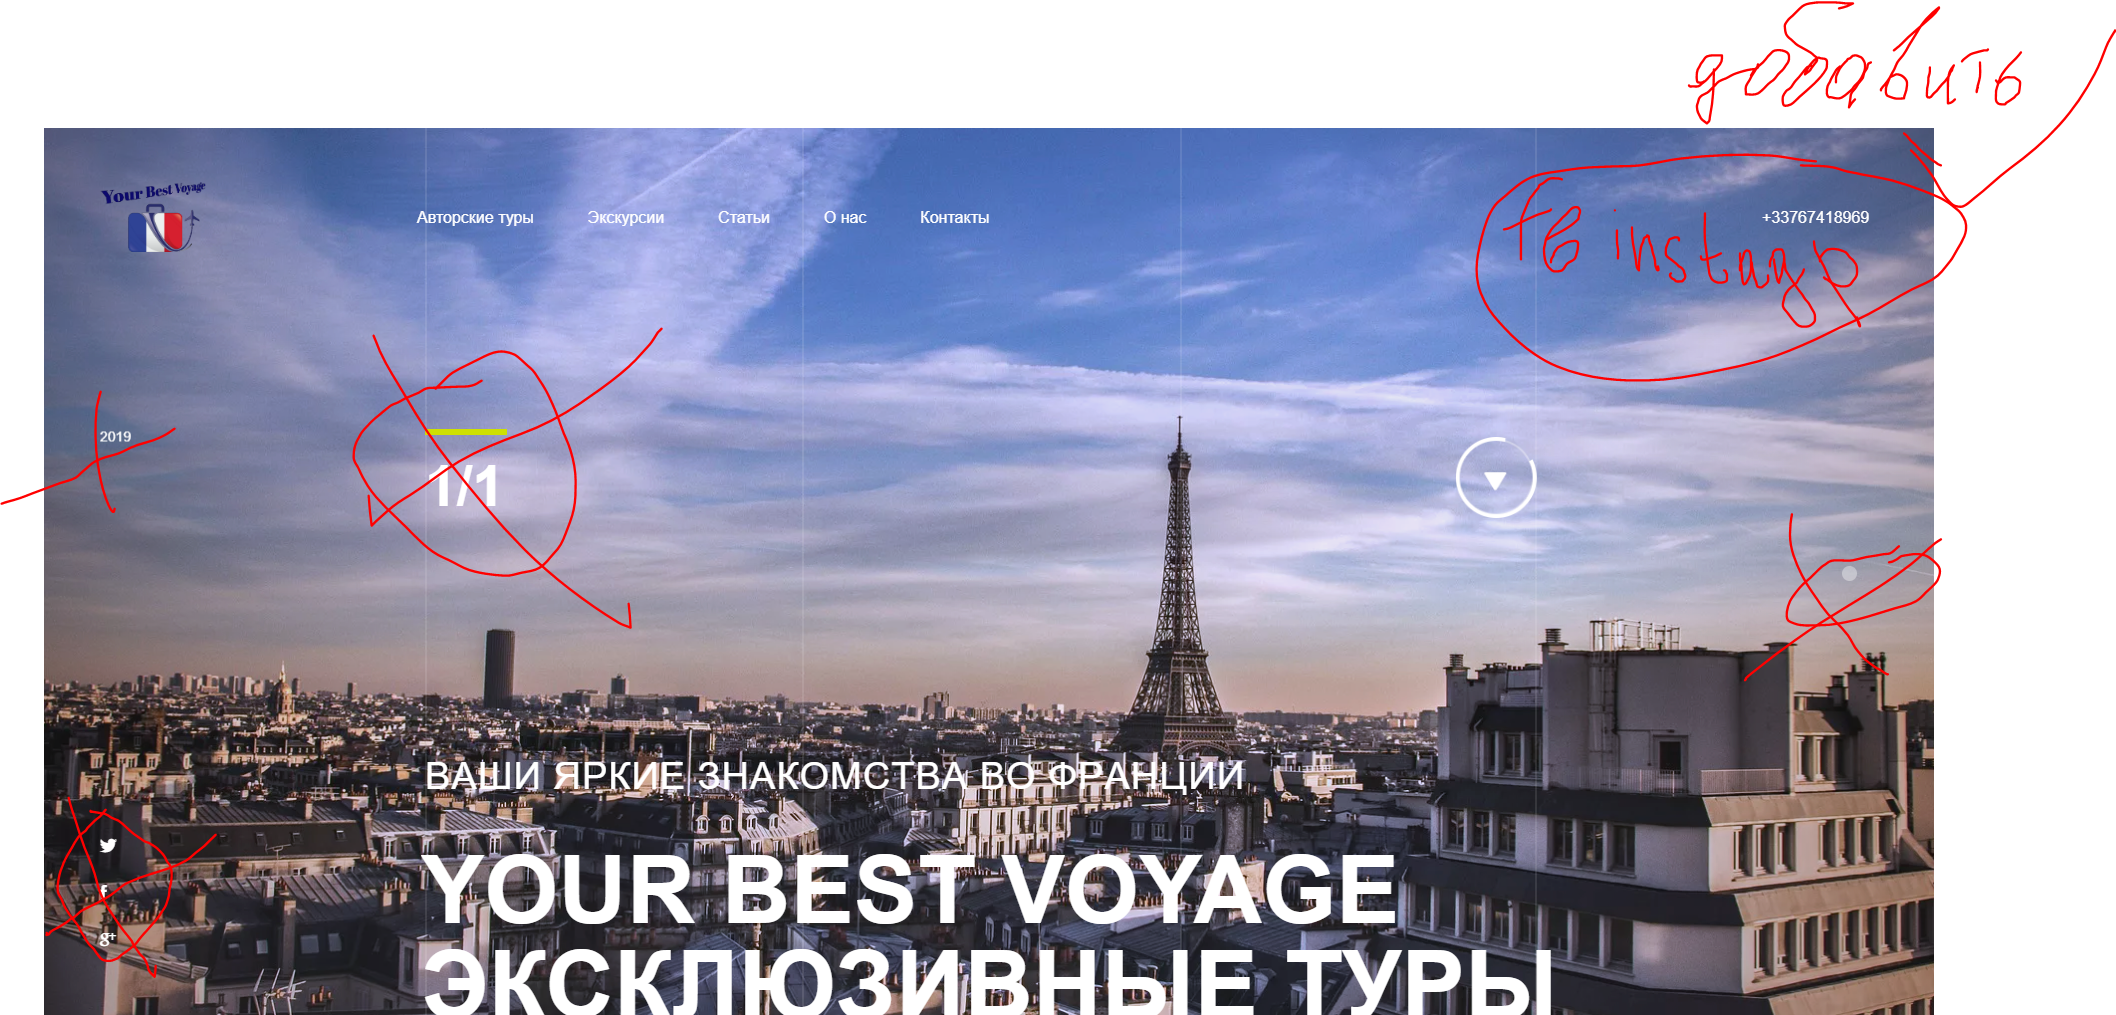 добавить
Your Best Voyage
Авторские туры Экскурсии Статьи О нас Контакты
+33767418969
fb instagr
2019
1/1
ВАШИ ЯРКИЕ ЗНАКОМСТВА ВО ФРАНЦИИ
g+
YOUR BEST VOYAGE
ЭКСКЛЮЗИВНЫЕ ТУРЫ